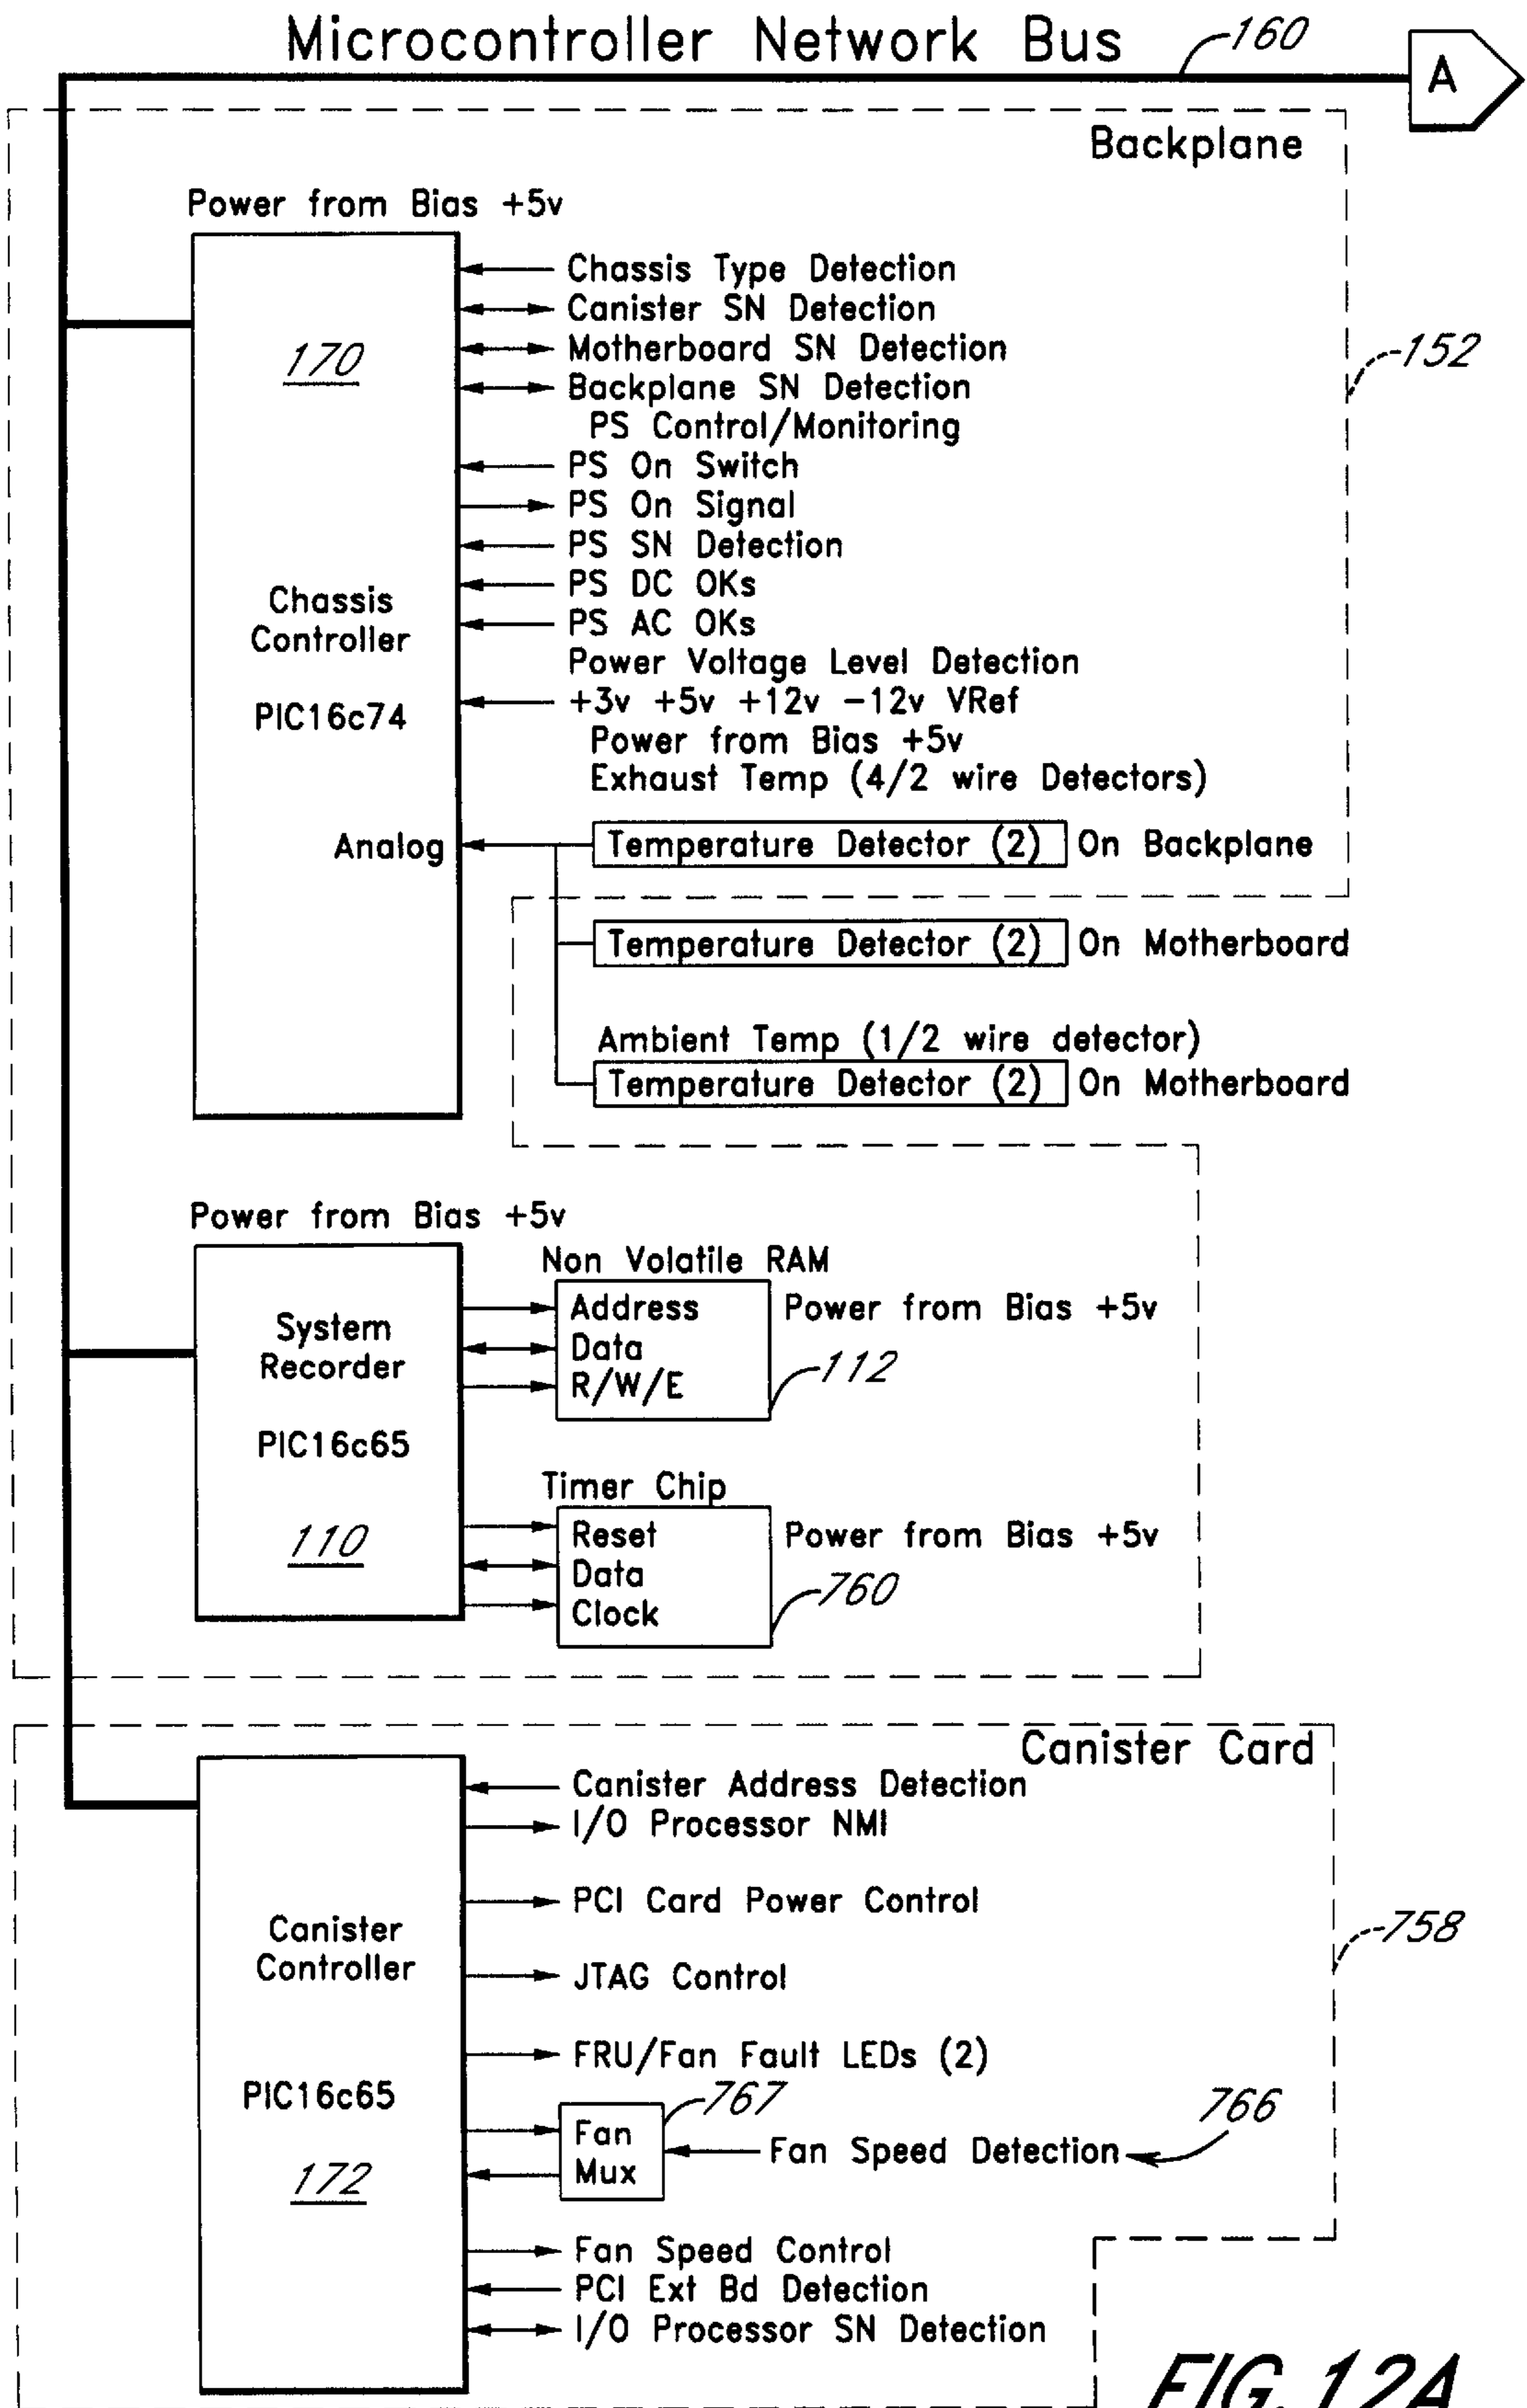 Microcontroller Network Bus 160
A
Backplane
Power from Bias +5v
Chassis Type Detection
Canister SN Detection
170
Motherboard SN Detection
152
Backplane SN Detection
PS Control/Monitoring
PS On Switch
PS On Signal
PS SN Detection
PS DC OKs
Chassis
Controller
PS AC OKs
Power Voltage Level Detection
PIC16c74
+3v +5v +12v -12v VRef
Power from Bias +5v
Exhaust Temp (4/2 wire Detectors)
Analog
Temperature Detector (2) On Backplane
Temperature Detector (2) On Motherboard
Ambient Temp (1/2 wire detector)
Temperature Detector (2) On Motherboard
Power from Bias +5v
Non Volatile RAM
System
Recorder
Address
Data
R/W/E
Power from Bias +5v
112
PIC16c65
Timer Chip
110
Reset
Data
Clock
Power from Bias +5v
760
Canister Card
Canister Address Detection
I/O Processor NMI
PCI Card Power Control
Canister
Controller
758
JTAG Control
FRU/Fan Fault LEDs (2)
PIC16c65
767
766
Fan
Mux
Fan Speed Detection
172
Fan Speed Control
PCI Ext Bd Detection
I/O Processor SN Detection
FIG. 12A